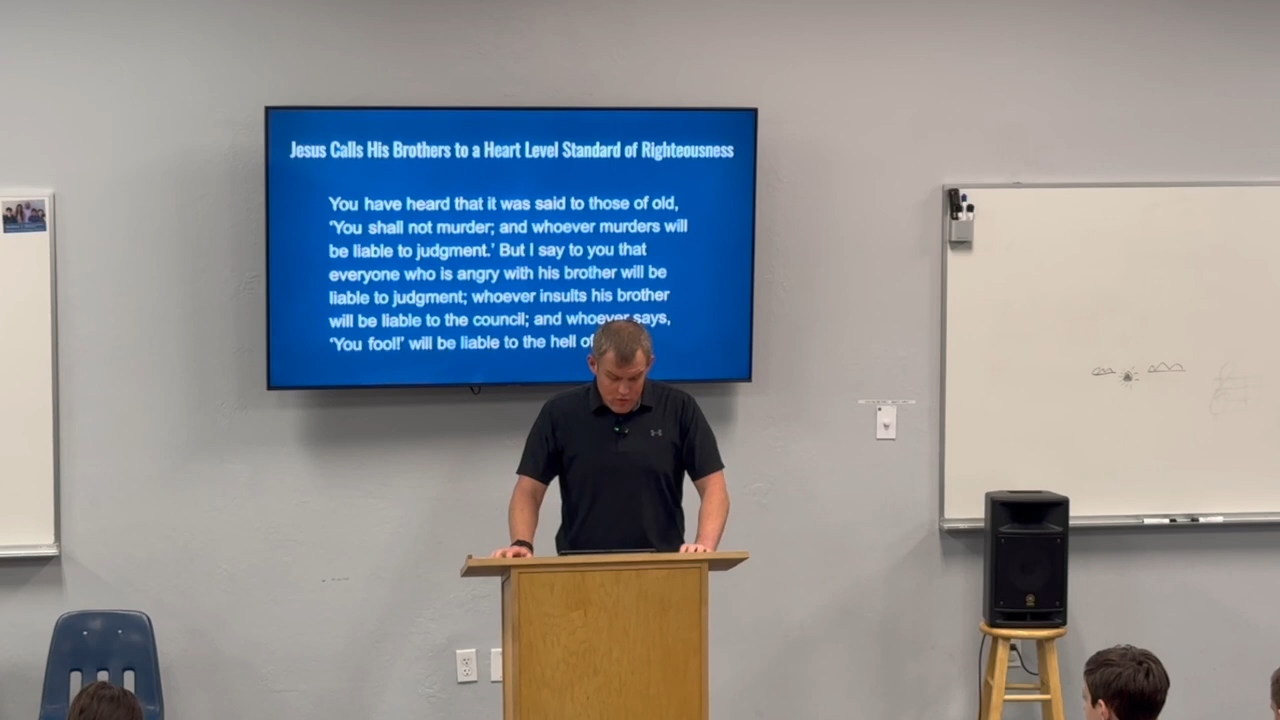 Jesus Calls His Brothers to a Heart Level Standard of Righteousness
You have heard that it was said to those of old,
‘You shall not murder; and whoever murders will
be liable to judgment.’ But I say to you that
everyone who is angry with his brother will be
liable to judgment; whoever insults his brother
will be liable to the council; and whoever says,
‘You fool!’ will be liable to the hell of